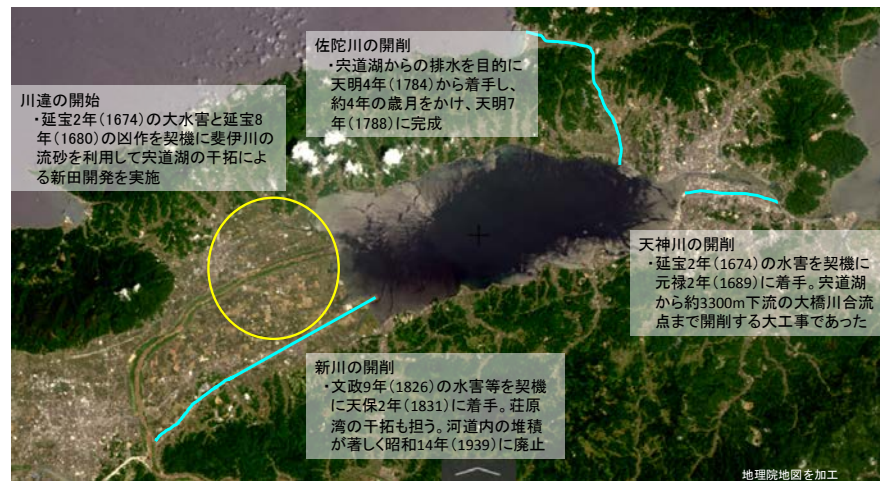 佐陀川の開削
・宍道湖からの排水を目的に
天明4年(1784)から着手し、
約4年の歳月をかけ、天明7
年(1788)に完成
川違の開始
・延宝2年(1674)の大水害と延宝8
年(1680)の凶作を契機に斐伊川の
流砂を利用して宍道湖の干拓によ
る新田開発を実施
天神川の開削
・延宝2年(1674)の水害を契機に
元禄2年(1689)に着手。宍道湖
から約3300m下流の大橋川合流
点まで開削する大工事であった
新川の開削
・文政9年(1826)の水害等を契機
に天保2年(1831)に着手。荘原
湾の干拓も担う。河道内の堆積
が著しく昭和14年(1939)に廃止
地理院地図を加工